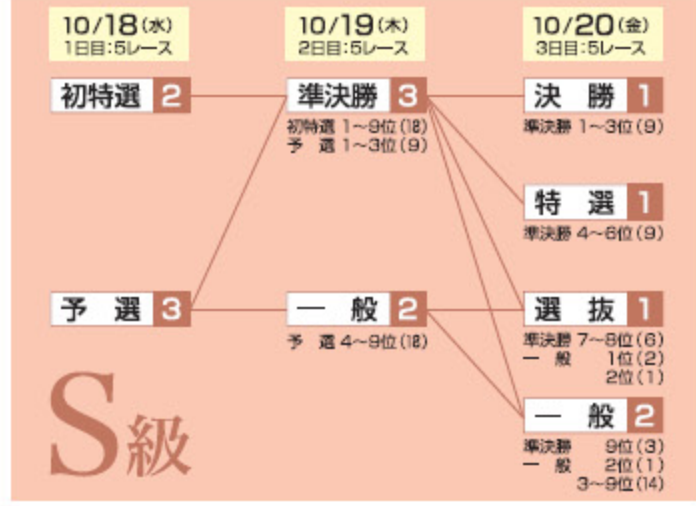 10/18(水)
1日目:5レース
10/19(木)
2日目:5レース
10/20(金)
3日目:5レース
初特選 2
準決勝 3
初特選 1〜9位(18)
予 選 1〜3位(9)
決 勝 1
準決勝 1〜3位(9)
特 選 1
準決勝 4〜6位(9)
予 選 3
一 般 2
予 選 4〜9位(18)
選 抜 1
準決勝 7〜8位(6)
一 般 1位(2)
2位(1)
一 般 2
準決勝 9位(3)
一 般 2位(1)
3〜9位(14)
S級